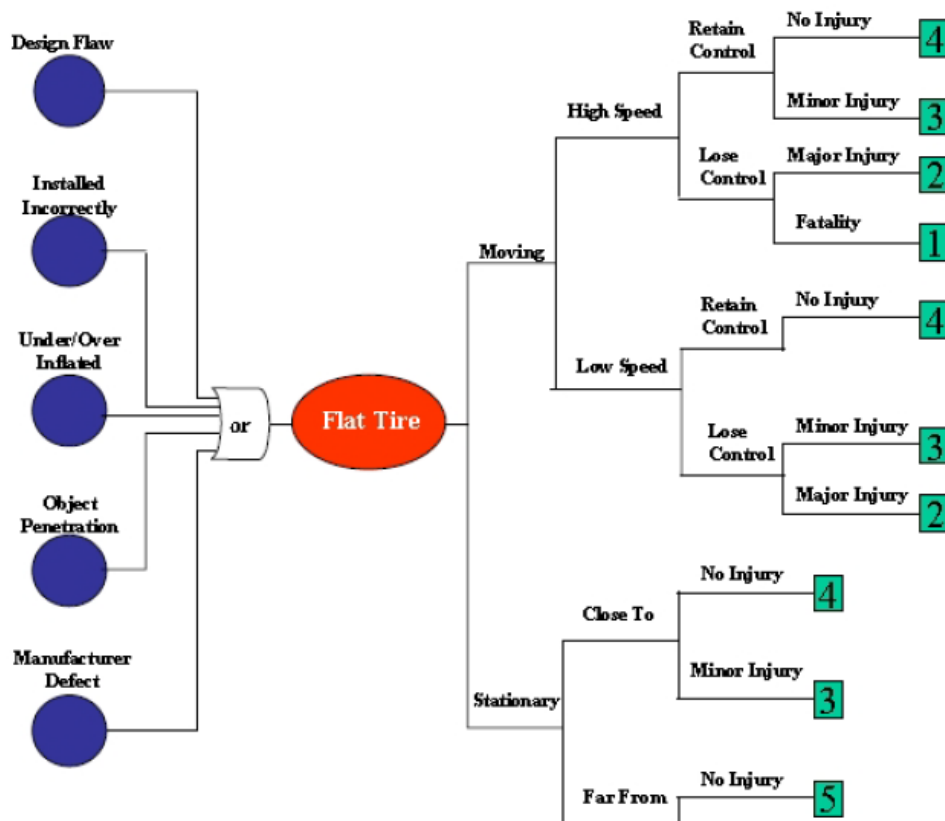 Design Flaw
Installed
Incorrectly
Under/Over
Inflated
Object
Penetration
Manufacturer
Defect
or
Flat Tire
Moving
High Speed
Retain
Control
No Injury
4
Minor Injury
3
Lose
Control
Major Injury
2
Fatality
1
Low Speed
Retain
Control
No Injury
4
Lose
Control
Minor Injury
3
Major Injury
2
Stationary
Close To
No Injury
4
Minor Injury
3
Far From
No Injury
5